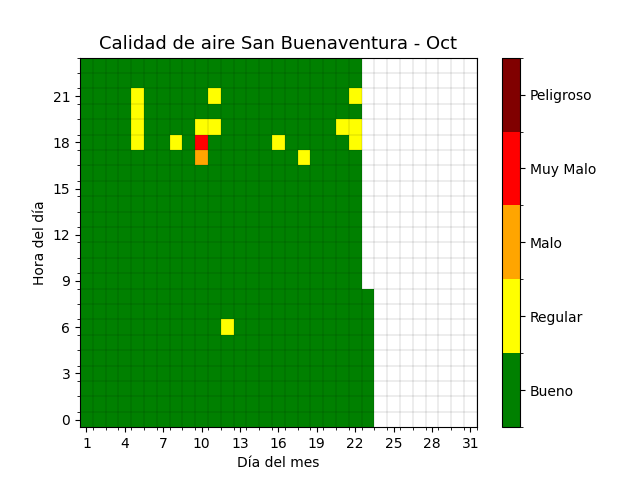 Calidad de aire San Buenaventura - Oct
Hora del día
21
18
15
12
9
6
3
0
1 4 7 10 13 16 19 22 25 28 31
Día del mes
Peligroso
Muy Malo
Malo
Regular
Bueno